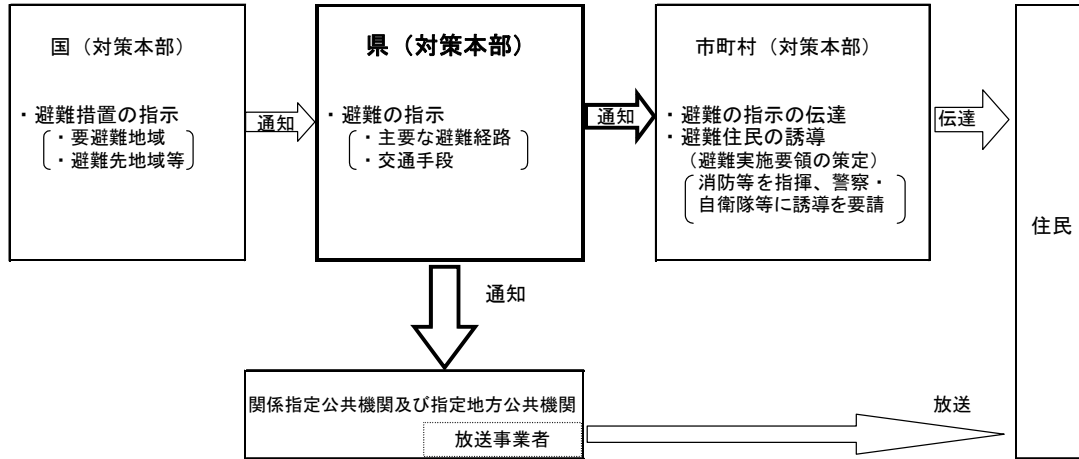 国（対策本部）
・避難措置の指示
・要避難地域
・避難先地域等
通知
県（対策本部）
・避難の指示
・主要な避難経路
・交通手段
通知
市町村（対策本部）
・避難の指示の伝達
・避難住民の誘導
（避難実施要領の策定）
消防等を指揮、警察・
自衛隊等に誘導を要請
伝達
住民
通知
関係指定公共機関及び指定地方公共機関
放送事業者
放送